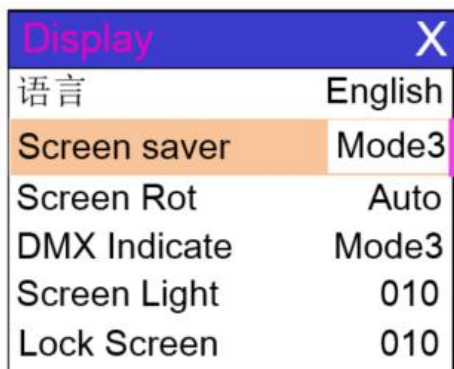 Display X
语言 English
Screen saver Mode3
Screen Rot Auto
DMX Indicate Mode3
Screen Light 010
Lock Screen 010